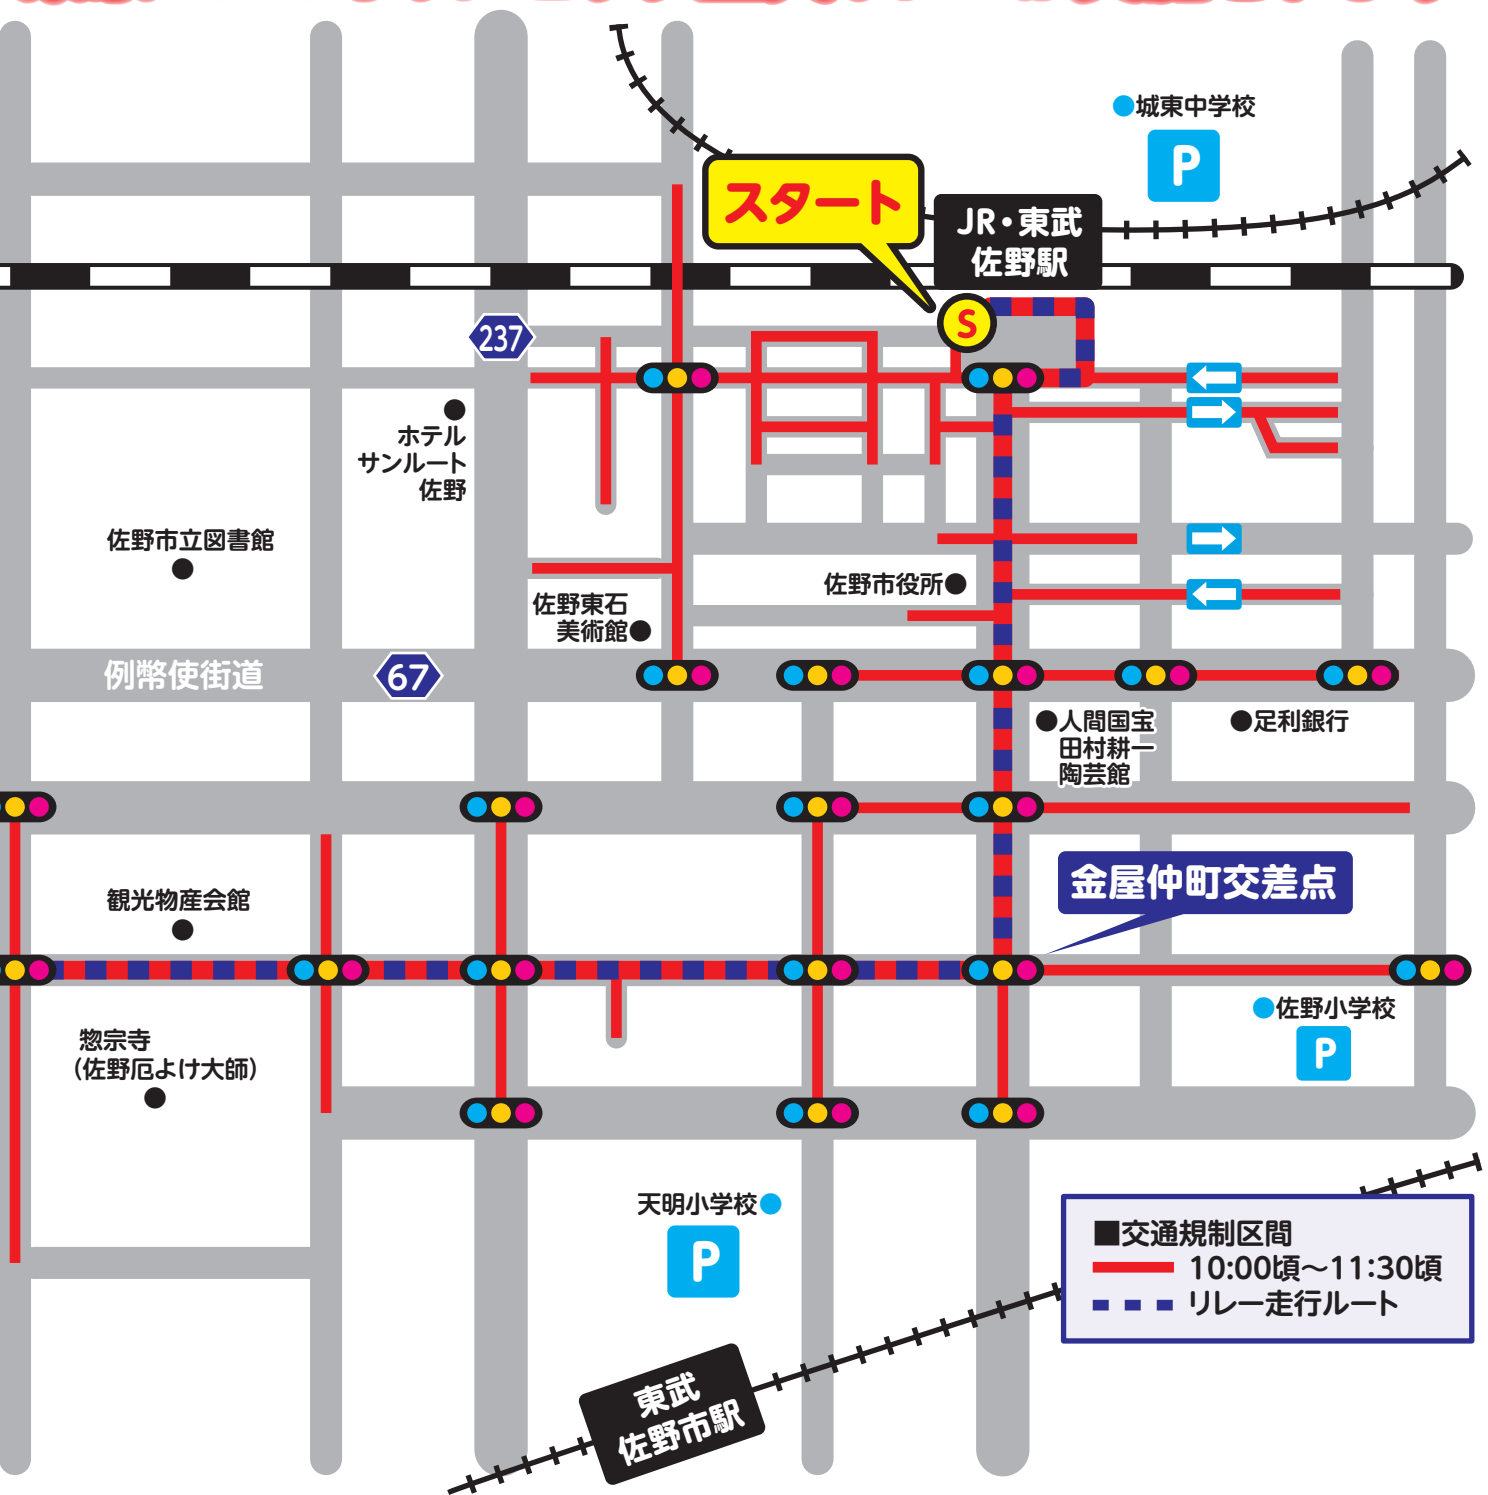 城東中学校
P
スタート
JR・東武
佐野駅
S
237
ホテル
サンルート
佐野
佐野市立図書館
佐野市役所
佐野東石
美術館
例幣使街道
67
人間国宝
田村耕一
陶芸館
足利銀行
金屋仲町交差点
観光物産会館
佐野小学校
P
惣宗寺
(佐野厄よけ大師)
天明小学校
P
■交通規制区間
10:00頃～11:30頃
リレー走行ルート
東武
佐野市駅